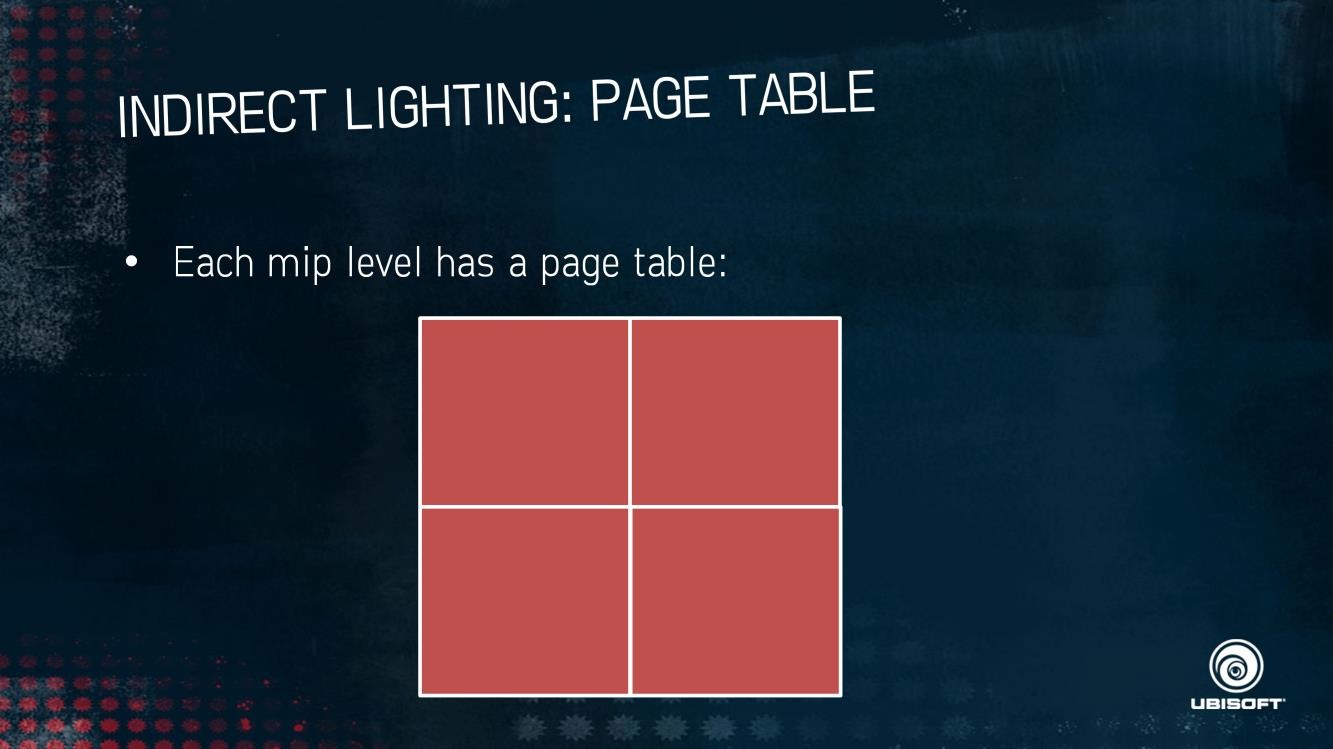 INDIRECT LIGHTING: PAGE TABLE
• Each mip level has a page table:
UBISOFT